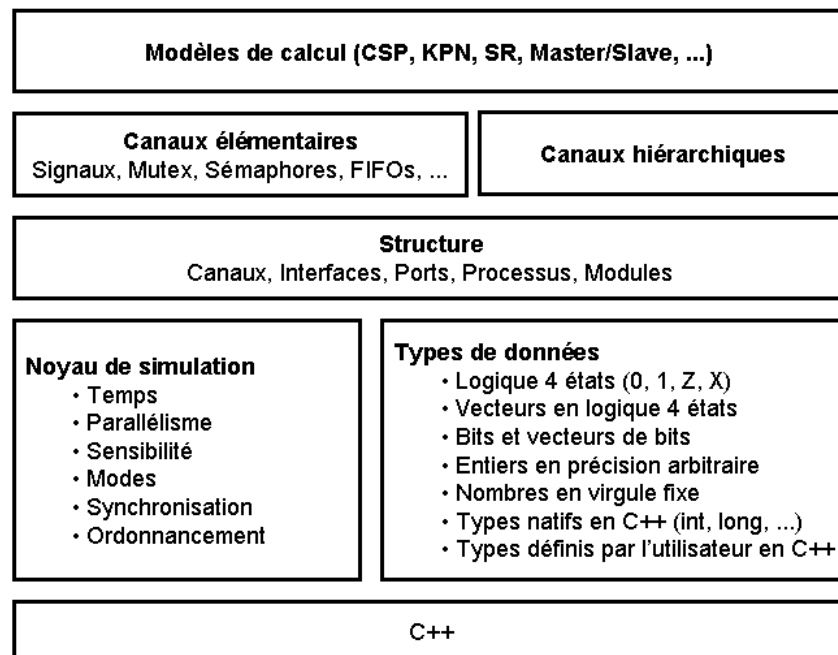 Modèles de calcul (CSP, KPN, SR, Master/Slave, ...)
Canaux élémentaires
Signaux, Mutex, Sémaphores, FIFOs, ...
Canaux hiérarchiques
Structure
Canaux, Interfaces, Ports, Processus, Modules
Noyau de simulation
• Temps
• Parallélisme
• Sensibilité
• Modes
• Synchronisation
• Ordonnancement
Types de données
• Logique 4 états (0, 1, Z, X)
• Vecteurs en logique 4 états
• Bits et vecteurs de bits
• Entiers en précision arbitraire
• Nombres en virgule fixe
• Types natifs en C++ (int, long, ...)
• Types définis par l'utilisateur en C++
C++